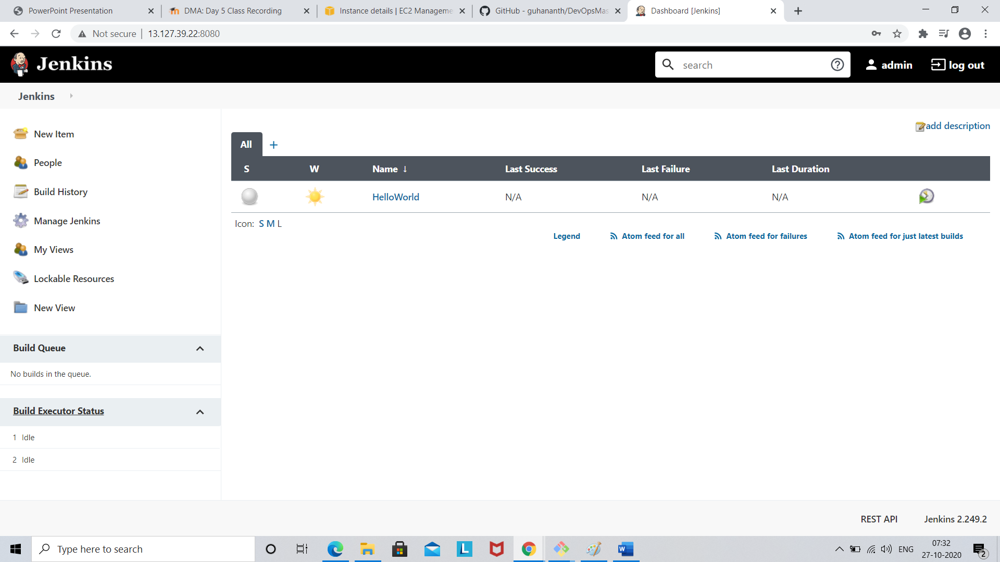 PowerPoint Presentation
DMA: Day 5 Class Recording
Instance details | EC2 Manageme
GitHub - guhananth/DevOpsMas
Dashboard [Jenkins]
Not secure | 13.127.39.22:8080
Jenkins
search
admin
log out
Jenkins
New Item
People
Build History
Manage Jenkins
My Views
Lockable Resources
New View
Build Queue
No builds in the queue.
Build Executor Status
1 Idle
2 Idle
add description
All +
S W Name ↓ Last Success Last Failure Last Duration
HelloWorld N/A N/A N/A
Icon: S M L
Legend Atom feed for all Atom feed for failures Atom feed for just latest builds
REST API Jenkins 2.249.2
Type here to search
ENG
07:32
27-10-2020
2